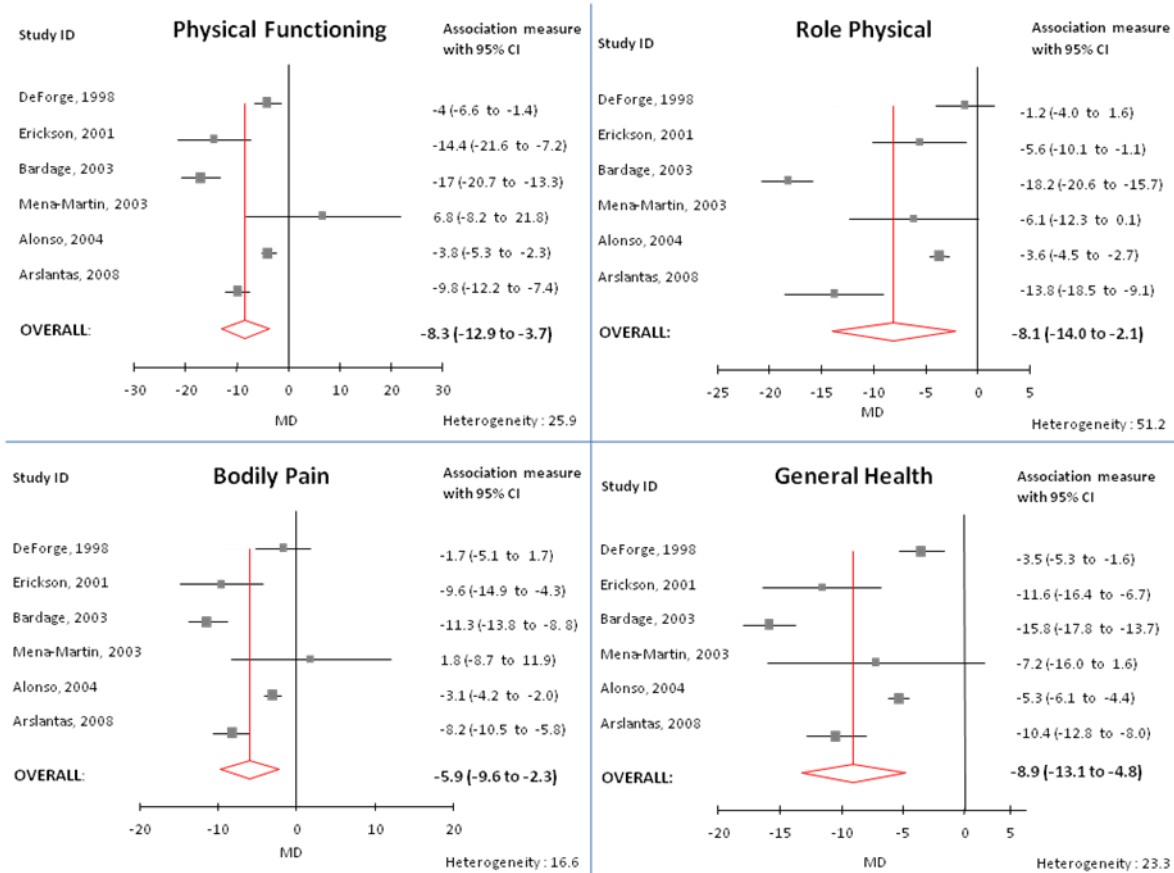 Physical Functioning
Study ID
Association measure
with 95% CI
DeForge, 1998
-4 (-6.6 to -1.4)
Erickson, 2001
-14.4 (-21.6 to -7.2)
Bardage, 2003
-17 (-20.7 to -13.3)
Mena-Martin, 2003
6.8 (-8.2 to 21.8)
Alonso, 2004
-3.8 (-5.3 to -2.3)
Arslantas, 2008
-9.8 (-12.2 to -7.4)
OVERALL:
-8.3 (-12.9 to -3.7)
-30 -20 -10 0 10 20 30
MD
Heterogeneity : 25.9
Role Physical
Study ID
Association measure
with 95% CI
DeForge, 1998
-1.2 (-4.0 to 1.6)
Erickson, 2001
-5.6 (-10.1 to -1.1)
Bardage, 2003
-18.2 (-20.6 to -15.7)
Mena-Martin, 2003
-6.1 (-12.3 to 0.1)
Alonso, 2004
-3.6 (-4.5 to -2.7)
Arslantas, 2008
-13.8 (-18.5 to -9.1)
OVERALL:
-8.1 (-14.0 to -2.1)
-25 -20 -15 -10 -5 0 5
MD
Heterogeneity : 51.2
Bodily Pain
Study ID
Association measure
with 95% CI
DeForge, 1998
-1.7 (-5.1 to 1.7)
Erickson, 2001
-9.6 (-14.9 to -4.3)
Bardage, 2003
-11.3 (-13.8 to -8.8)
Mena-Martin, 2003
1.8 (-8.7 to 11.9)
Alonso, 2004
-3.1 (-4.2 to -2.0)
Arslantas, 2008
-8.2 (-10.5 to -5.8)
OVERALL:
-5.9 (-9.6 to -2.3)
-20 -10 0 10 20
MD
Heterogeneity : 16.6
General Health
Study ID
Association measure
with 95% CI
DeForge, 1998
-3.5 (-5.3 to -1.6)
Erickson, 2001
-11.6 (-16.4 to -6.7)
Bardage, 2003
-15.8 (-17.8 to -13.7)
Mena-Martin, 2003
-7.2 (-16.0 to 1.6)
Alonso, 2004
-5.3 (-6.1 to -4.4)
Arslantas, 2008
-10.4 (-12.8 to -8.0)
OVERALL:
-8.9 (-13.1 to -4.8)
-20 -15 -10 -5 0 5
MD
Heterogeneity : 23.3